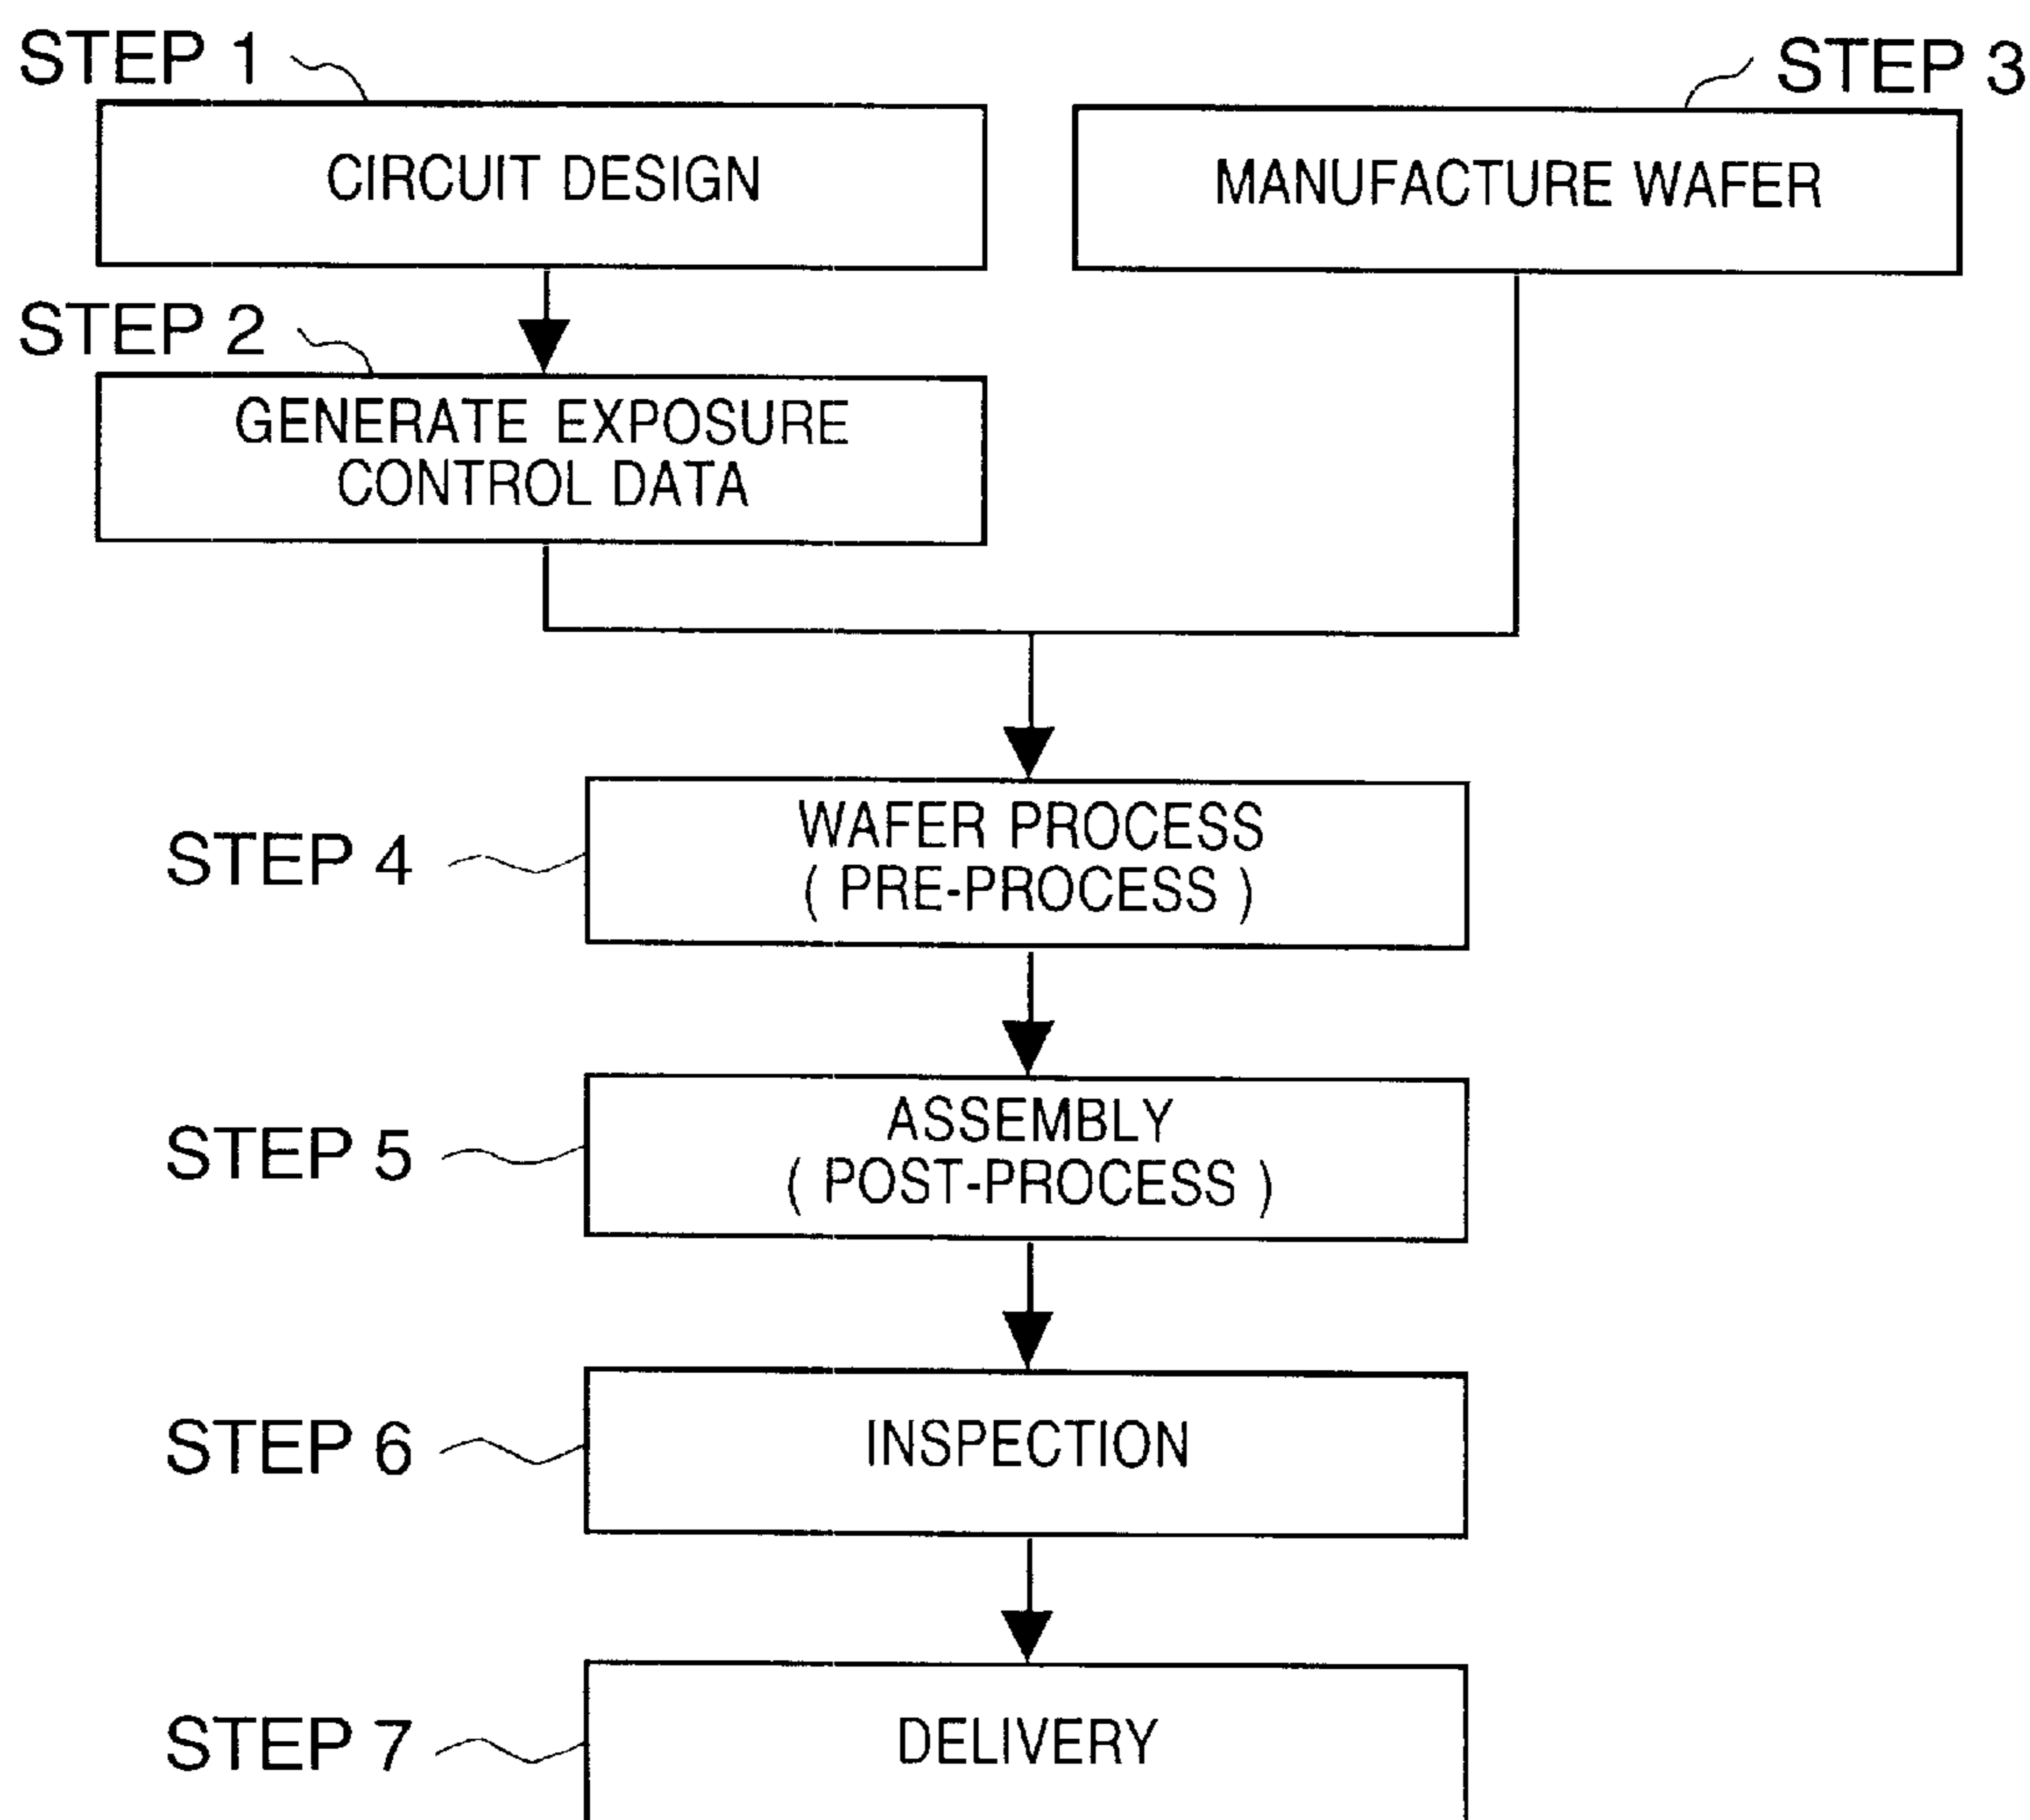 STEP 1
CIRCUIT DESIGN
STEP 3
MANUFACTURE WAFER
STEP 2
GENERATE EXPOSURE
CONTROL DATA
STEP 4
WAFER PROCESS
( PRE-PROCESS )
STEP 5
ASSEMBLY
( POST-PROCESS )
STEP 6
INSPECTION
STEP 7
DELIVERY